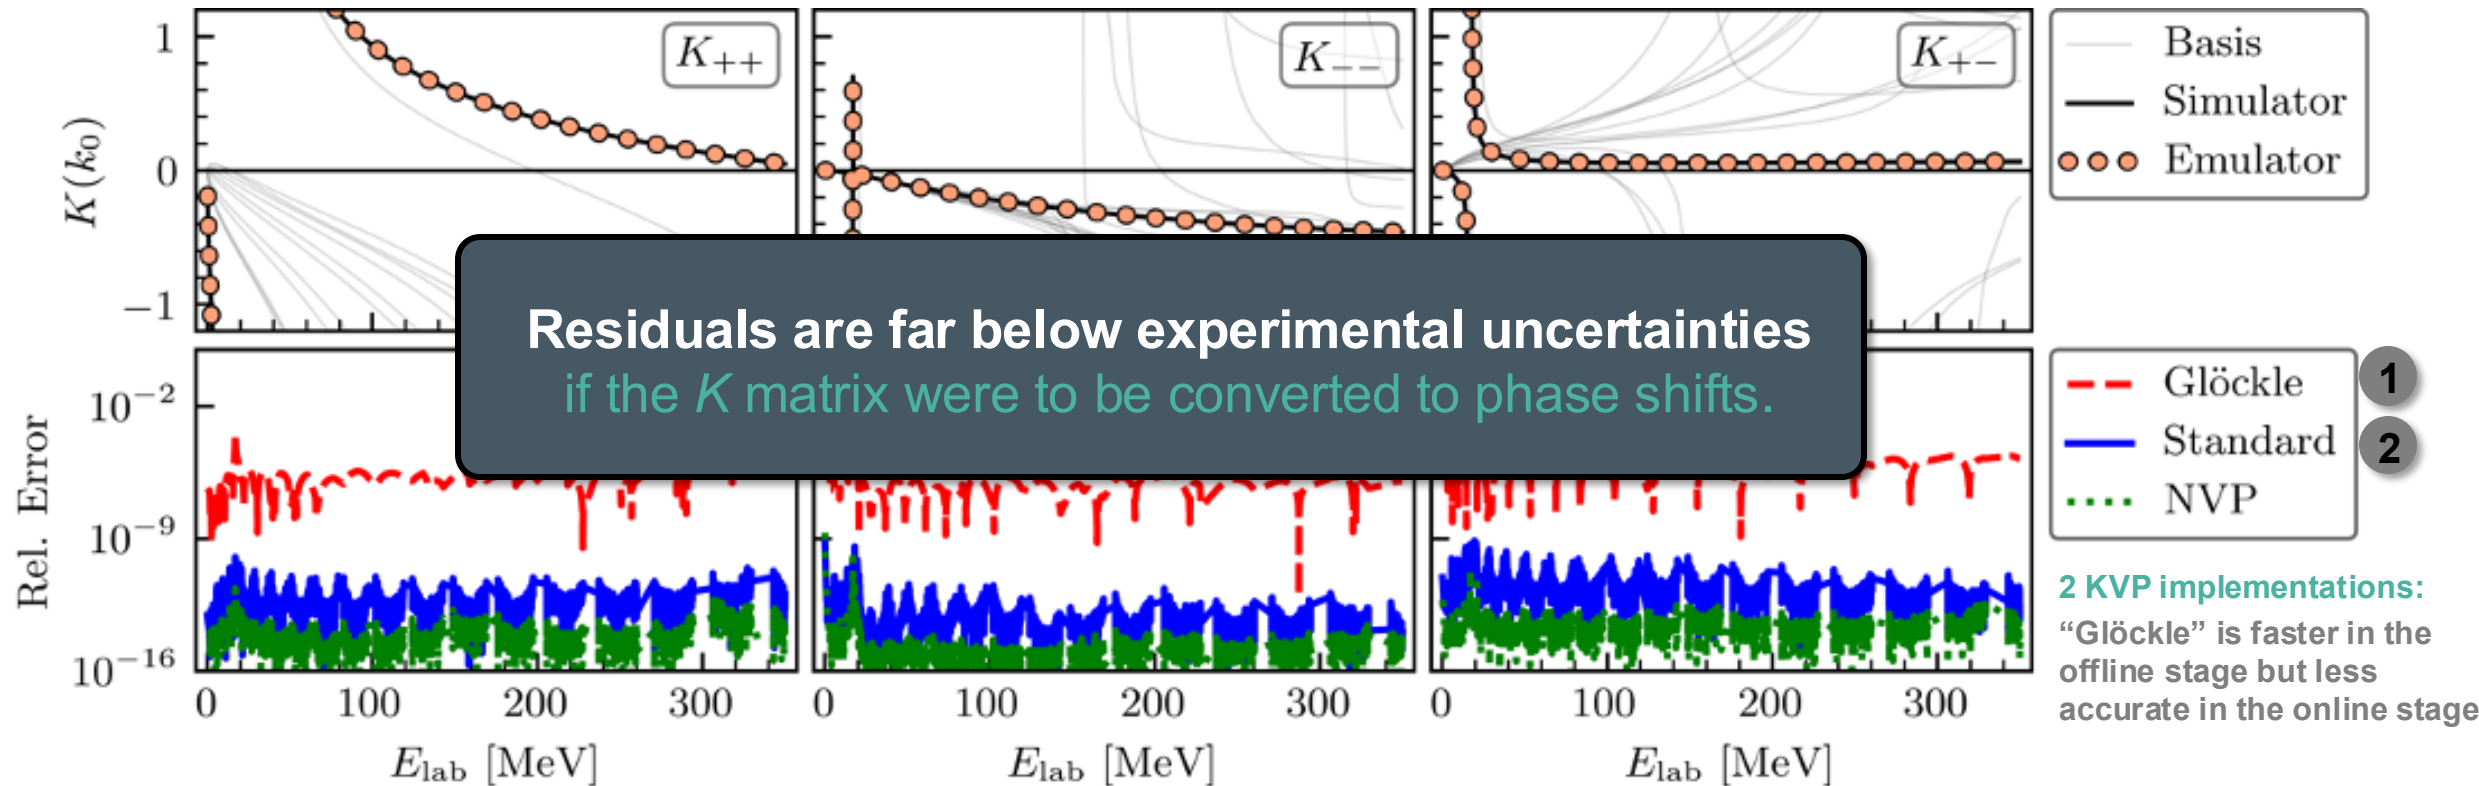 1
0
−1
K(k₀)
K₊₊
K₋₋
K₊₋
Basis
Simulator
Emulator
Residuals are far below experimental uncertainties
if the K matrix were to be converted to phase shifts.
10⁻²
10⁻⁹
10⁻¹⁶
Rel. Error
Glöckle
1
Standard
2
NVP
2 KVP implementations:
“Glöckle” is faster in the
offline stage but less
accurate in the online stage
0 100 200 300
0 100 200 300
0 100 200 300
E_lab [MeV]
E_lab [MeV]
E_lab [MeV]